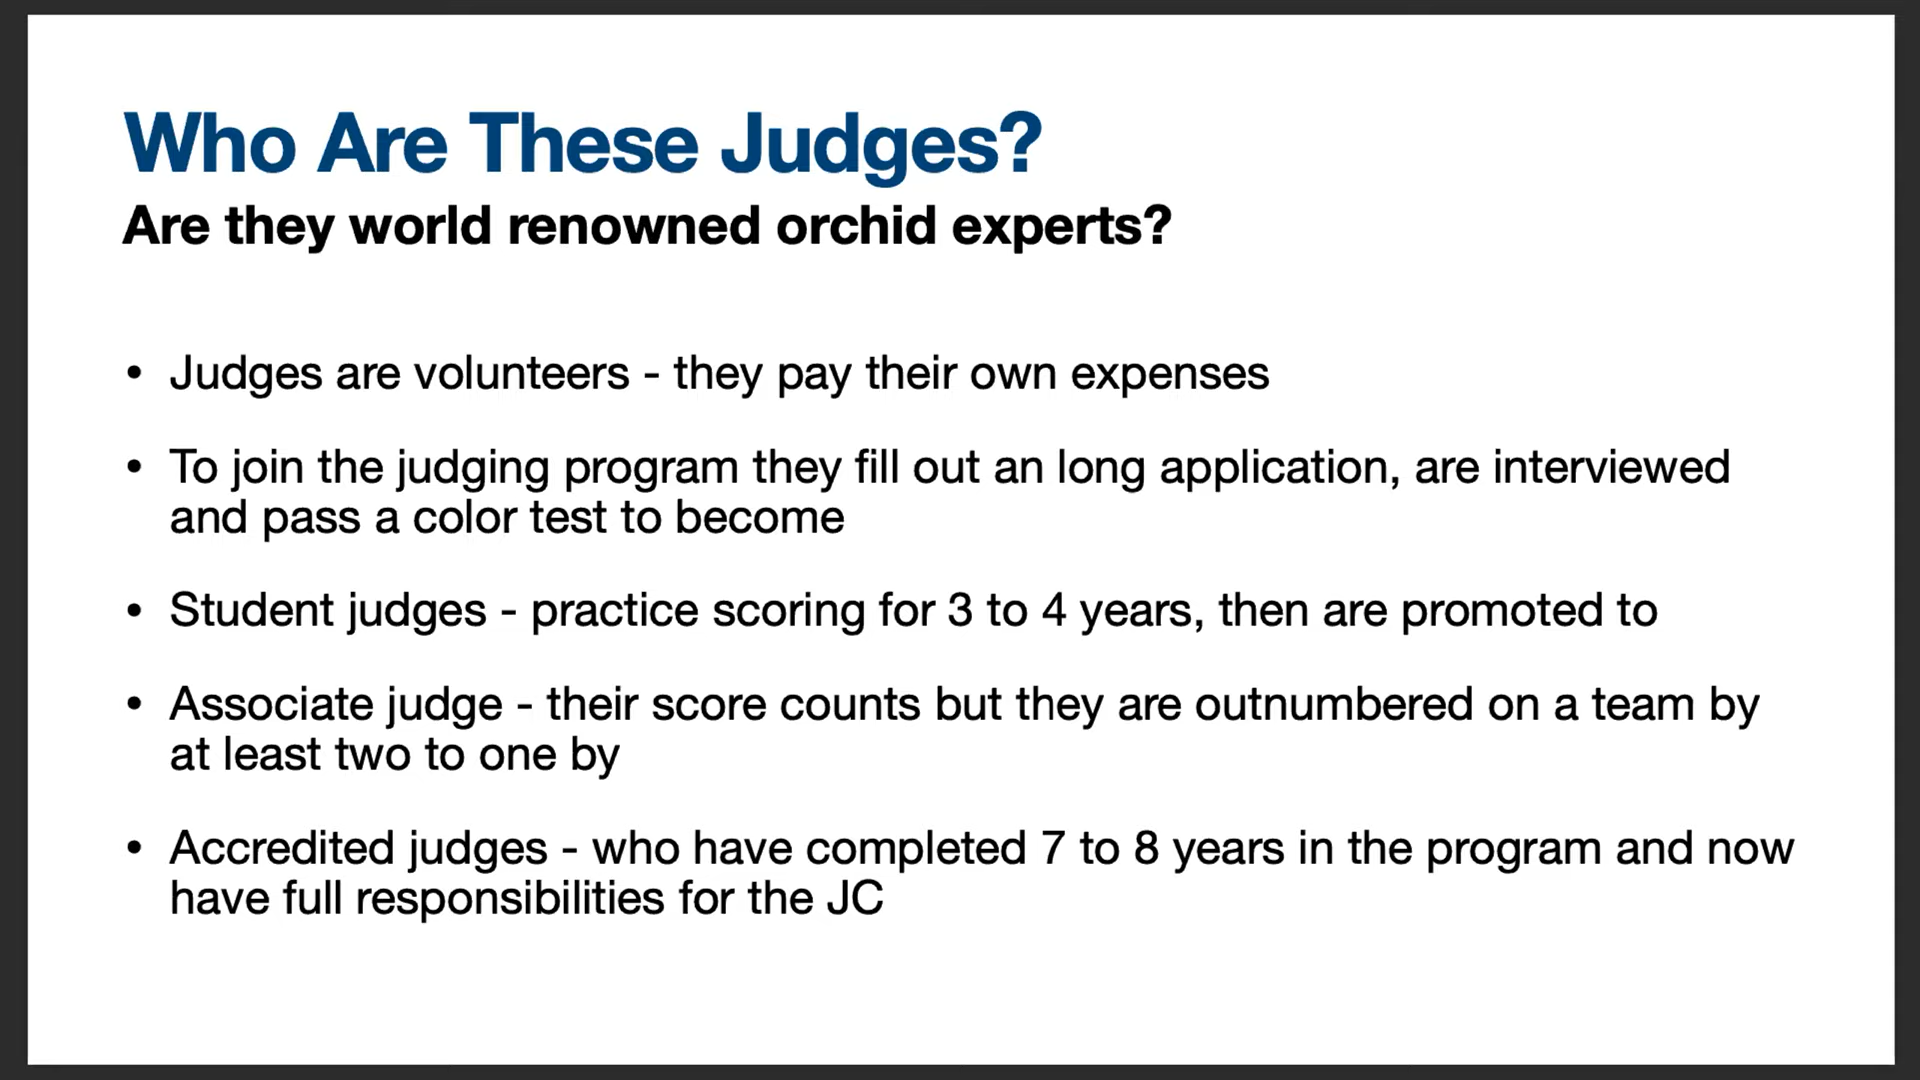 Who Are These Judges?
Are they world renowned orchid experts?
• Judges are volunteers - they pay their own expenses
• To join the judging program they fill out an long application, are interviewed
and pass a color test to become
• Student judges - practice scoring for 3 to 4 years, then are promoted to
• Associate judge - their score counts but they are outnumbered on a team by
at least two to one by
• Accredited judges - who have completed 7 to 8 years in the program and now
have full responsibilities for the JC